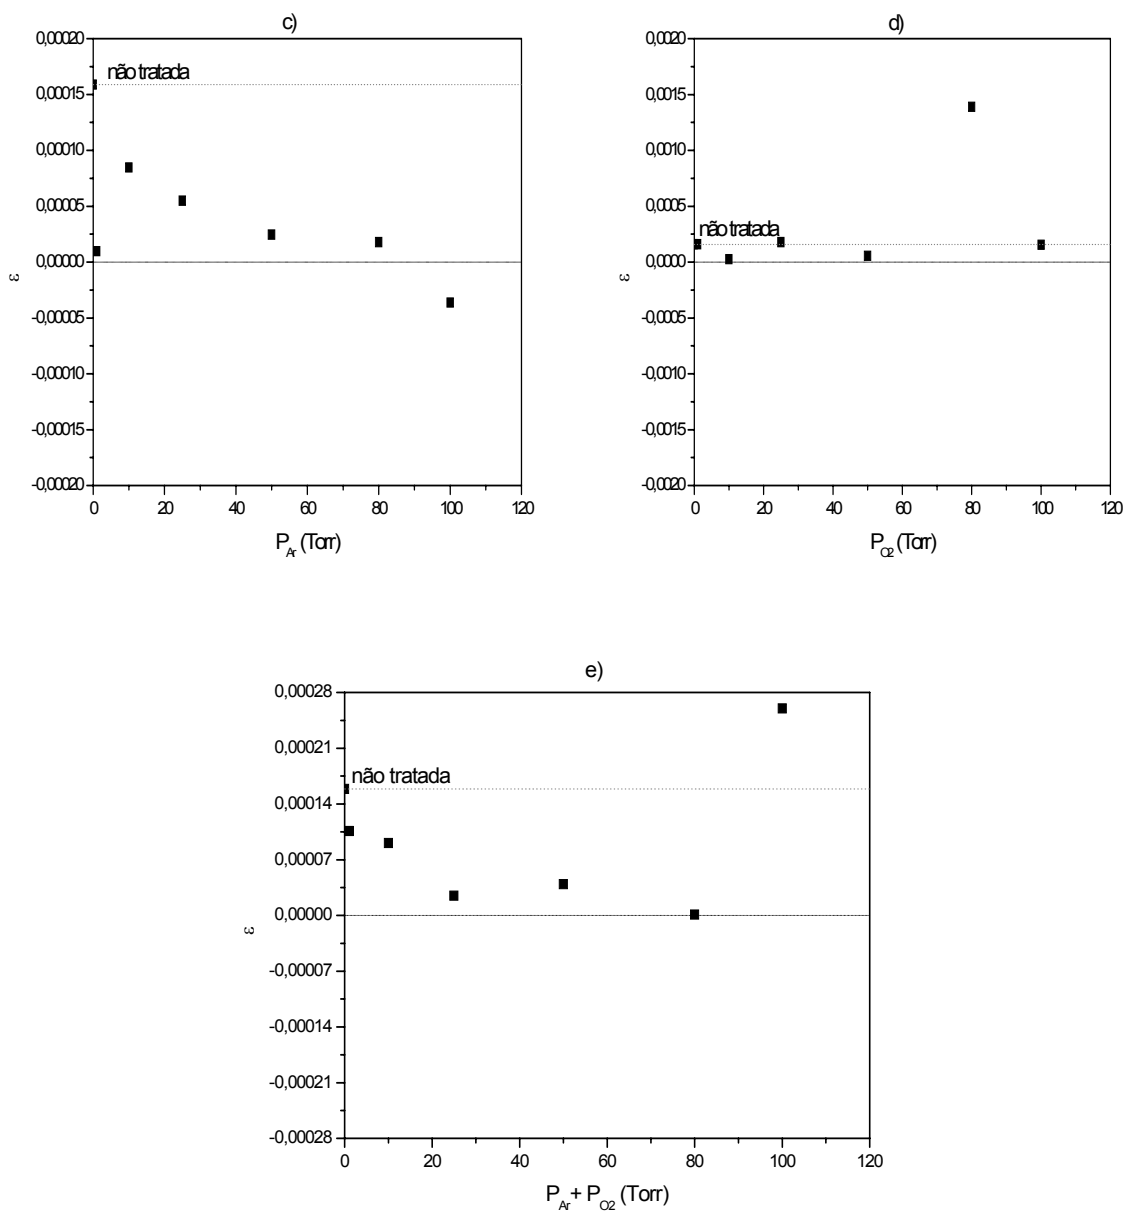 c)
0,00020
0,00015
0,00010
0,00005
0,00000
-0,00005
-0,00010
-0,00015
-0,00020
não tratada
ε
0 20 40 60 80 100 120
P_Ar (Torr)
d)
0,0020
0,0015
0,0010
0,0005
0,0000
-0,0005
-0,0010
-0,0015
-0,0020
não tratada
ε
0 20 40 60 80 100 120
P_O2 (Torr)
e)
0,00028
0,00021
0,00014
0,00007
0,00000
-0,00007
-0,00014
-0,00021
-0,00028
não tratada
ε
0 20 40 60 80 100 120
P_Ar + P_O2 (Torr)